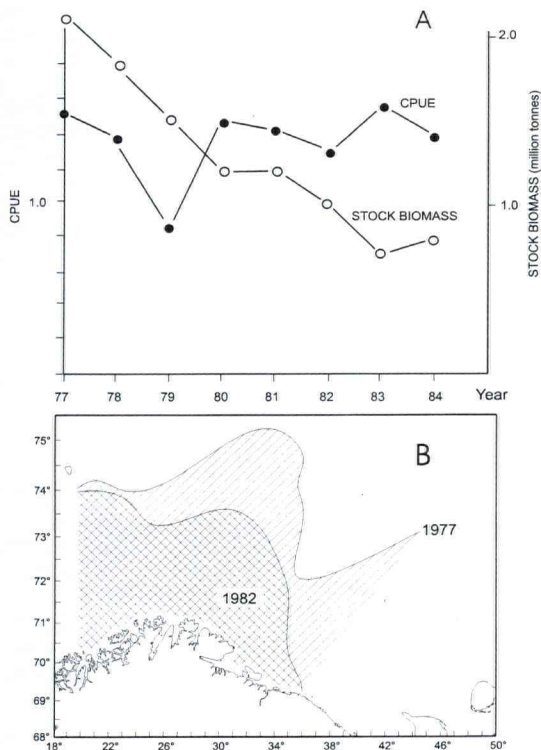 A
2.0
CPUE
CPUE
1.0
1.0
STOCK BIOMASS
STOCK BIOMASS (million tonnes)
77 78 79 80 81 82 83 84 Year
B
75°
74°
1977
73°
72°
1982
71°
70°
69°
68°
18° 22° 26° 30° 34° 38° 42° 46° 50°